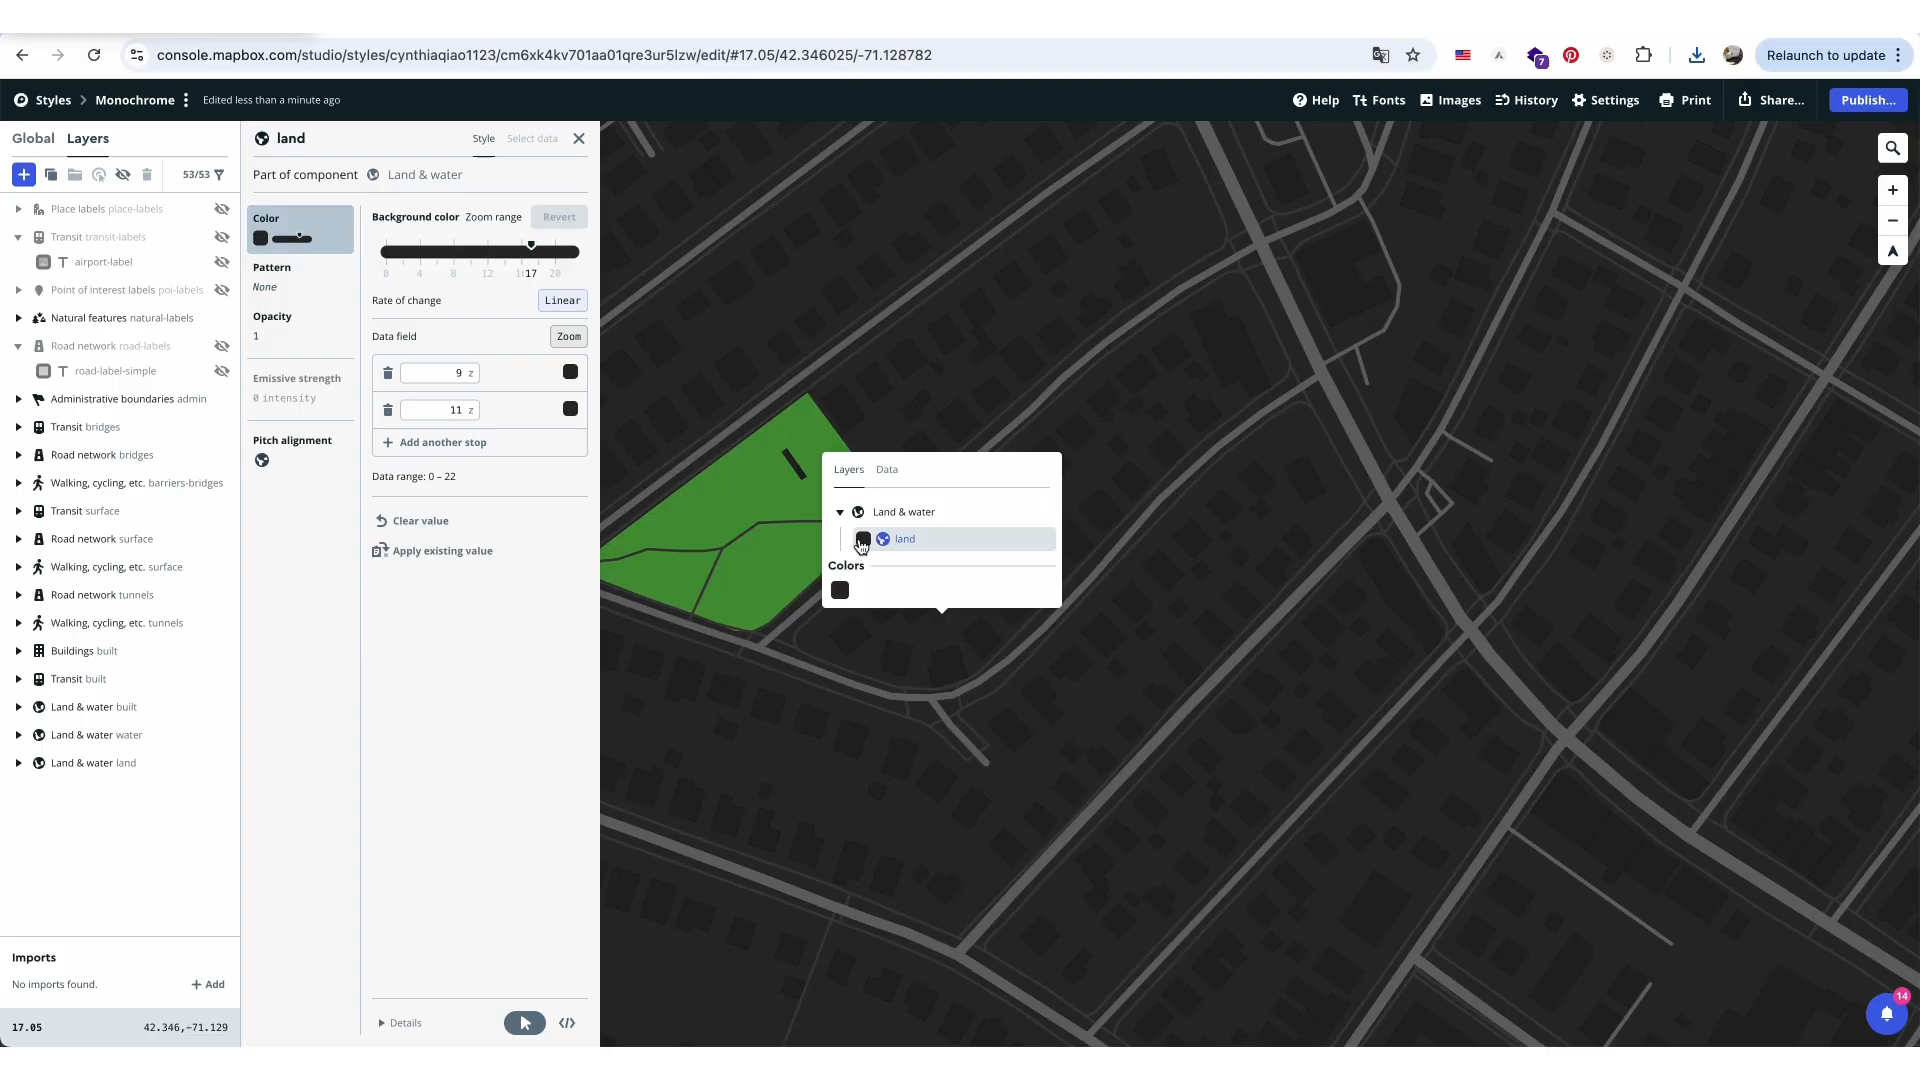 console.mapbox.com/studio/styles/cynthiaqiao1123/cm6xk4kv701aa01qre3ur5lzw/edit/#17.05/42.346025/-71.128782
7
Relaunch to update
Styles
Monochrome
Edited less than a minute ago
Help
Tt Fonts
Images
History
Settings
Print
Share...
Publish...
Global
Layers
53/53
Place labels place-labels
Transit transit-labels
T airport-label
Point of interest labels poi-labels
Natural features natural-labels
Road network road-labels
T road-label-simple
Administrative boundaries admin
Transit bridges
Road network bridges
Walking, cycling, etc. barriers-bridges
Transit surface
Road network surface
Walking, cycling, etc. surface
Road network tunnels
Walking, cycling, etc. tunnels
Buildings built
Transit built
Land & water built
Land & water water
Land & water land
Imports
No imports found.
+ Add
17.05
42.346,-71.129
land
Style
Select data
Part of component
Land & water
Color
Pattern
None
Opacity
1
Emissive strength
0 intensity
Pitch alignment
Background color
Zoom range
Revert
0 4 8 12 17 20
Rate of change
Linear
Data field
Zoom
9 z
11 z
+ Add another stop
Data range: 0 – 22
Clear value
Apply existing value
Details
</>
Layers
Data
Land & water
land
Colors
14